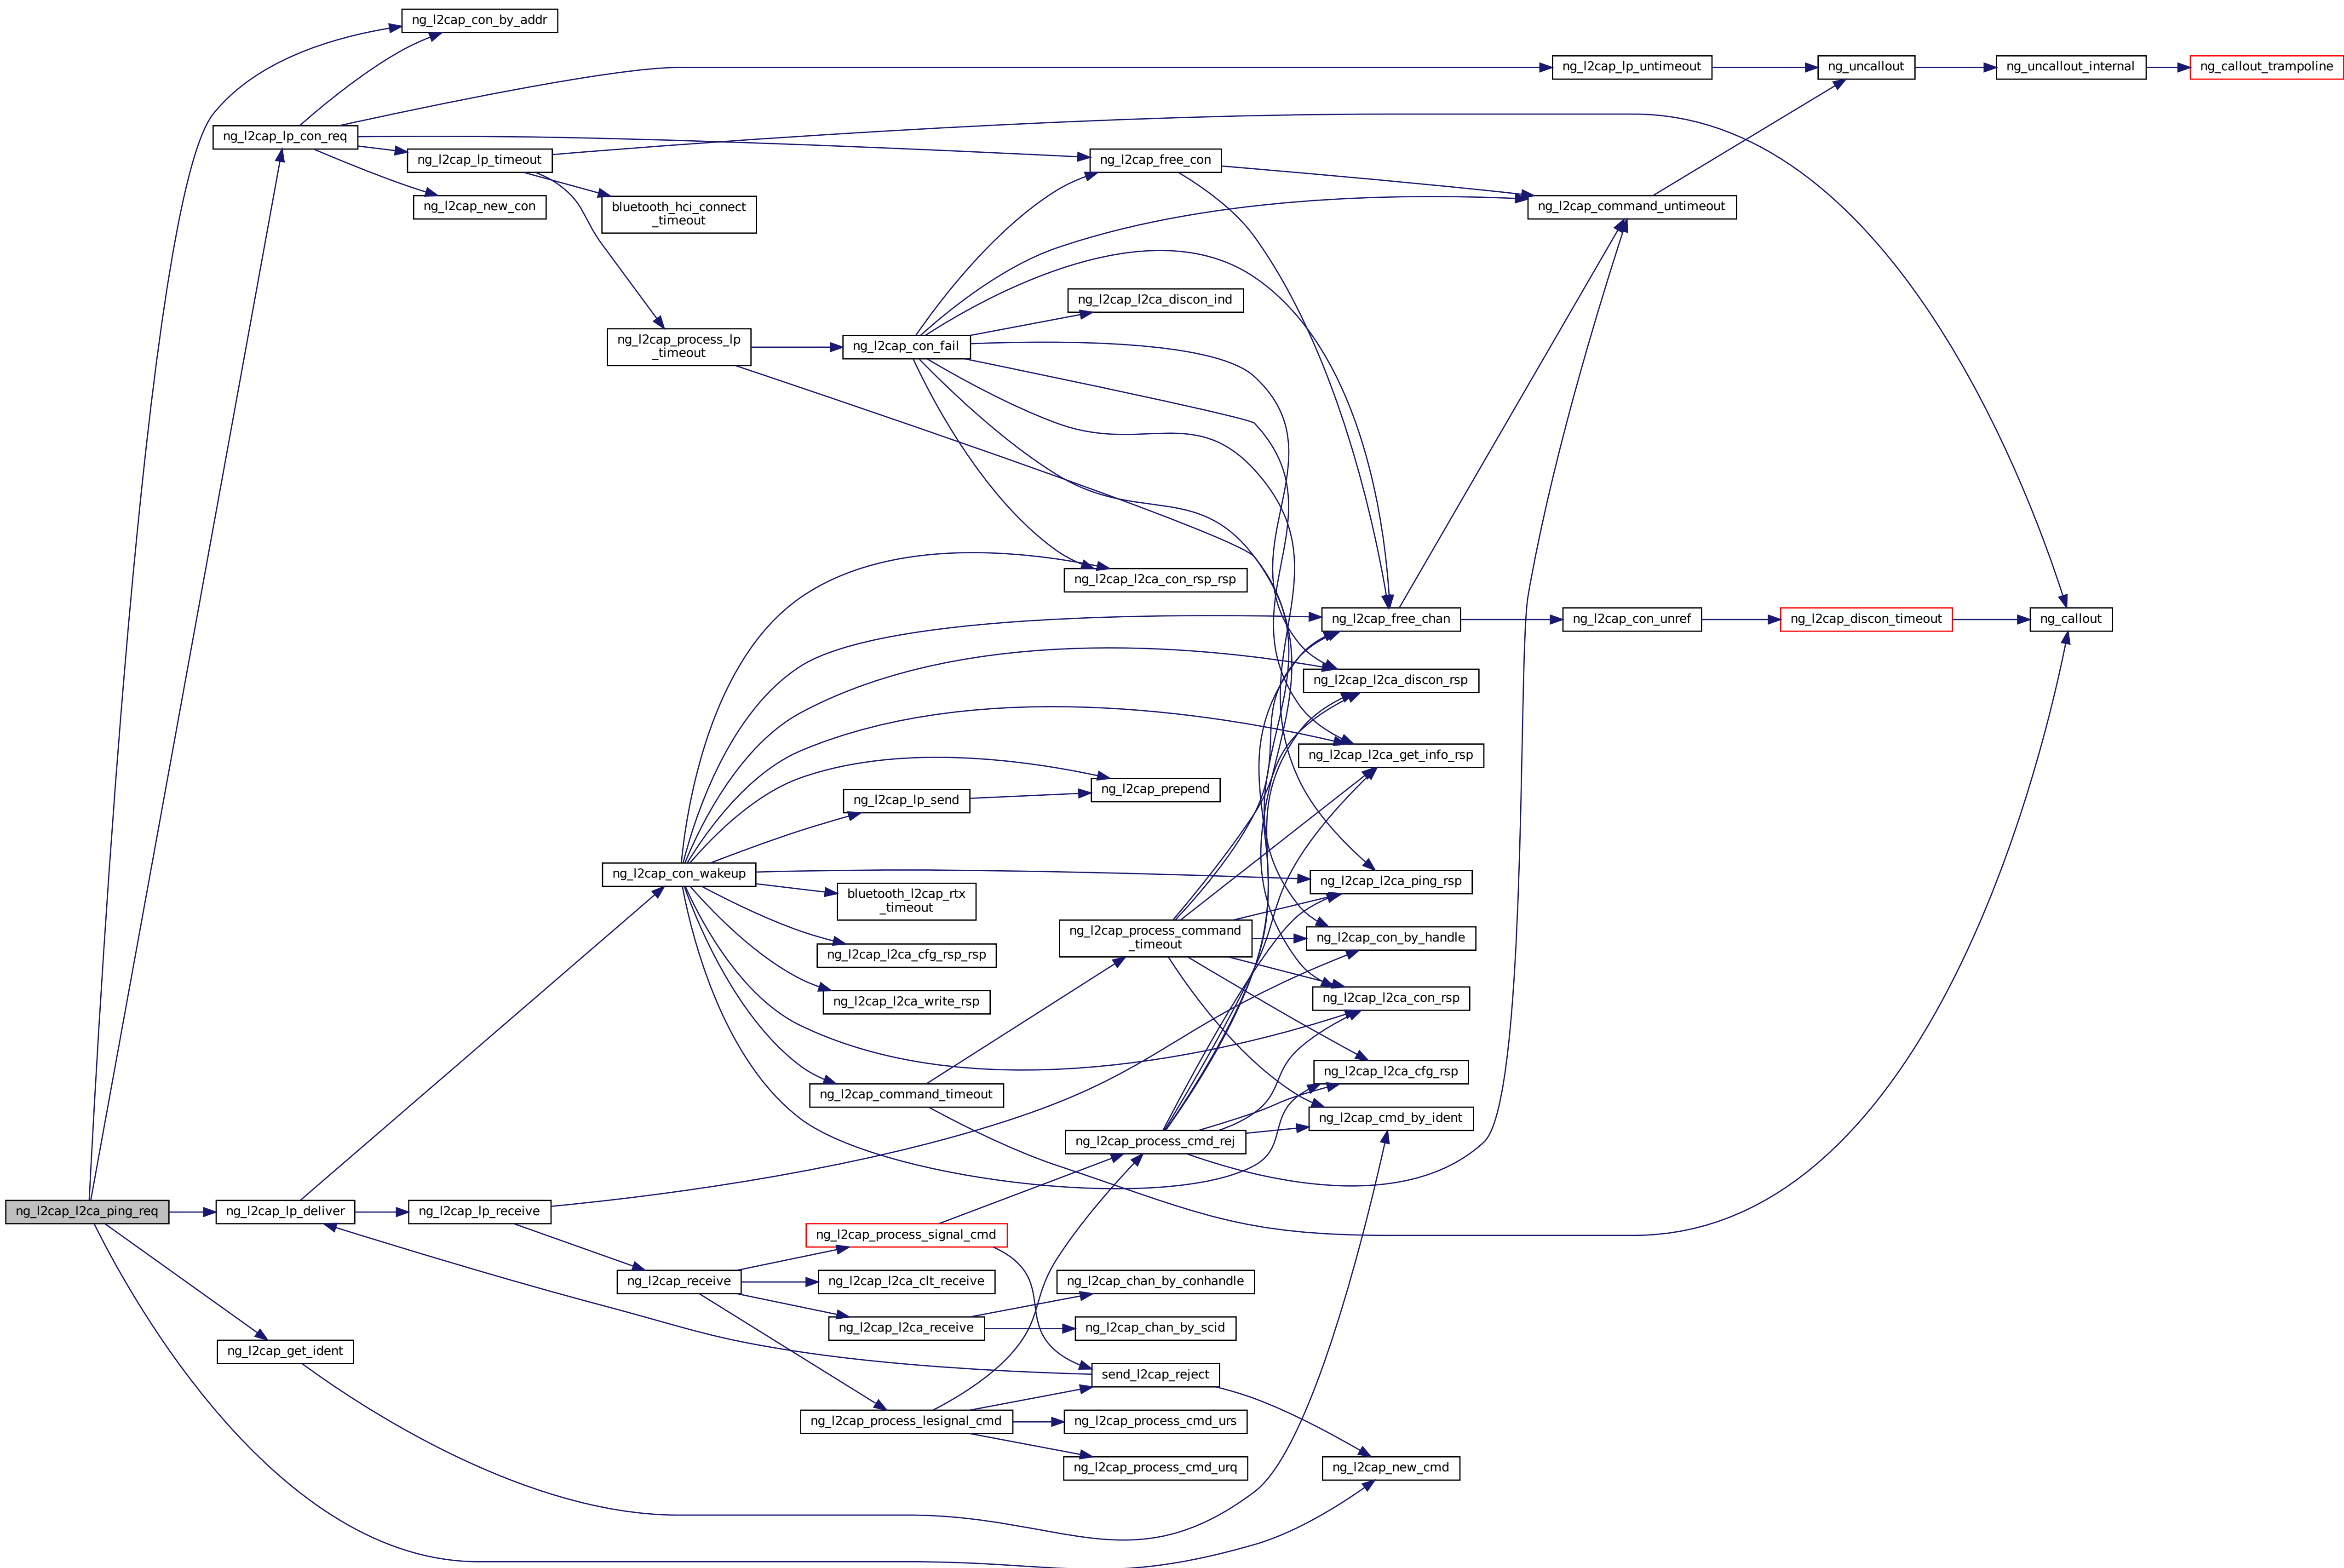 ng_l2cap_con_by_addr
ng_l2cap_lp_untimeout
ng_uncallout
ng_uncallout_internal
ng_callout_trampoline
ng_l2cap_lp_con_req
ng_l2cap_lp_timeout
ng_l2cap_free_con
ng_l2cap_new_con
bluetooth_hci_connect
_timeout
ng_l2cap_command_untimeout
ng_l2cap_l2ca_discon_ind
ng_l2cap_process_lp
_timeout
ng_l2cap_con_fail
ng_l2cap_l2ca_con_rsp_rsp
ng_l2cap_free_chan
ng_l2cap_con_unref
ng_l2cap_discon_timeout
ng_callout
ng_l2cap_l2ca_discon_rsp
ng_l2cap_l2ca_get_info_rsp
ng_l2cap_lp_send
ng_l2cap_prepend
ng_l2cap_con_wakeup
bluetooth_l2cap_rtx
_timeout
ng_l2cap_l2ca_ping_rsp
ng_l2cap_process_command
_timeout
ng_l2cap_con_by_handle
ng_l2cap_l2ca_cfg_rsp_rsp
ng_l2cap_l2ca_write_rsp
ng_l2cap_l2ca_con_rsp
ng_l2cap_l2ca_cfg_rsp
ng_l2cap_command_timeout
ng_l2cap_cmd_by_ident
ng_l2cap_process_cmd_rej
ng_l2cap_l2ca_ping_req
ng_l2cap_lp_deliver
ng_l2cap_lp_receive
ng_l2cap_process_signal_cmd
ng_l2cap_receive
ng_l2cap_l2ca_clt_receive
ng_l2cap_chan_by_conhandle
ng_l2cap_l2ca_receive
ng_l2cap_chan_by_scid
ng_l2cap_get_ident
send_l2cap_reject
ng_l2cap_process_lesignal_cmd
ng_l2cap_process_cmd_urs
ng_l2cap_process_cmd_urq
ng_l2cap_new_cmd